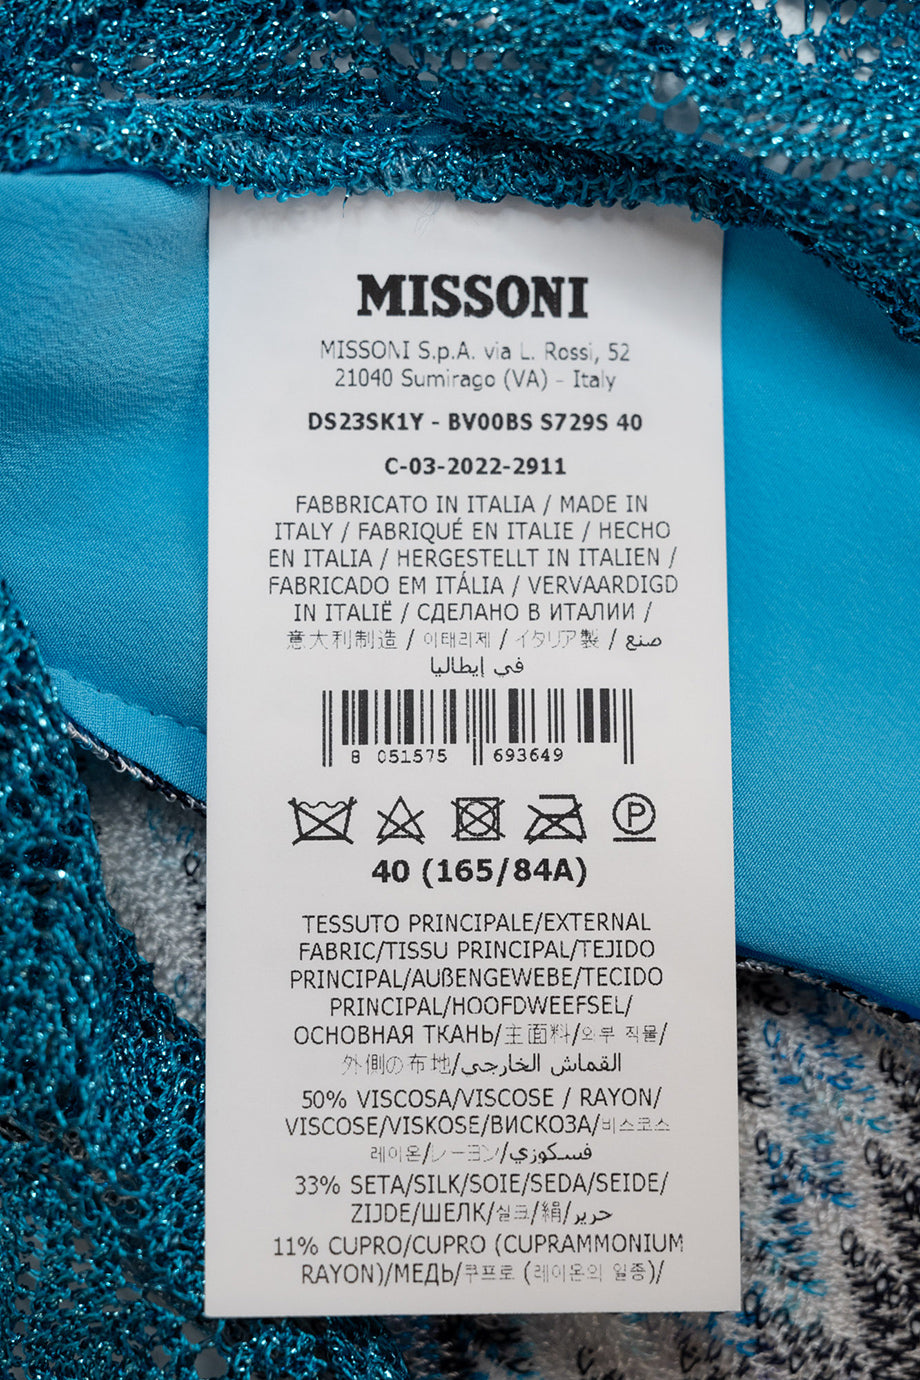 MISSONI
MISSONI S.p.A. via L. Rossi, 52
21040 Sumirago (VA) - Italy
DS23SK1Y - BV00BS S729S 40
C-03-2022-2911
FABBRICATO IN ITALIA / MADE IN
ITALY / FABRIQUÉ EN ITALIE / HECHO
EN ITALIA / HERGESTELLT IN ITALIEN /
FABRICADO EM ITÁLIA / VERVAARDIGD
IN ITALIË / СДЕЛАНО В ИТАЛИИ /
意大利制造 / 이태리제 / イタリア製 / صنع
في إيطاليا
8 051575 693649
P
40 (165/84A)
TESSUTO PRINCIPALE/EXTERNAL
FABRIC/TISSU PRINCIPAL/TEJIDO
PRINCIPAL/AUßENGEWEBE/TECIDO
PRINCIPAL/HOOFDWEEFSEL/
ОСНОВНАЯ ТКАНЬ/主面料/외부 직물/
外側の布地/القماش الخارجي
50% VISCOSA/VISCOSE / RAYON/
VISCOSE/VISKOSE/ВИСКОЗА/비스코스
레이온/レーヨン/فسكوزي
33% SETA/SILK/SOIE/SEDA/SEIDE/
ZIJDE/ШЕЛК/실크/絹/حرير
11% CUPRO/CUPRO (CUPRAMMONIUM
RAYON)/МЕДЬ/쿠프로 (레이온의 일종)/